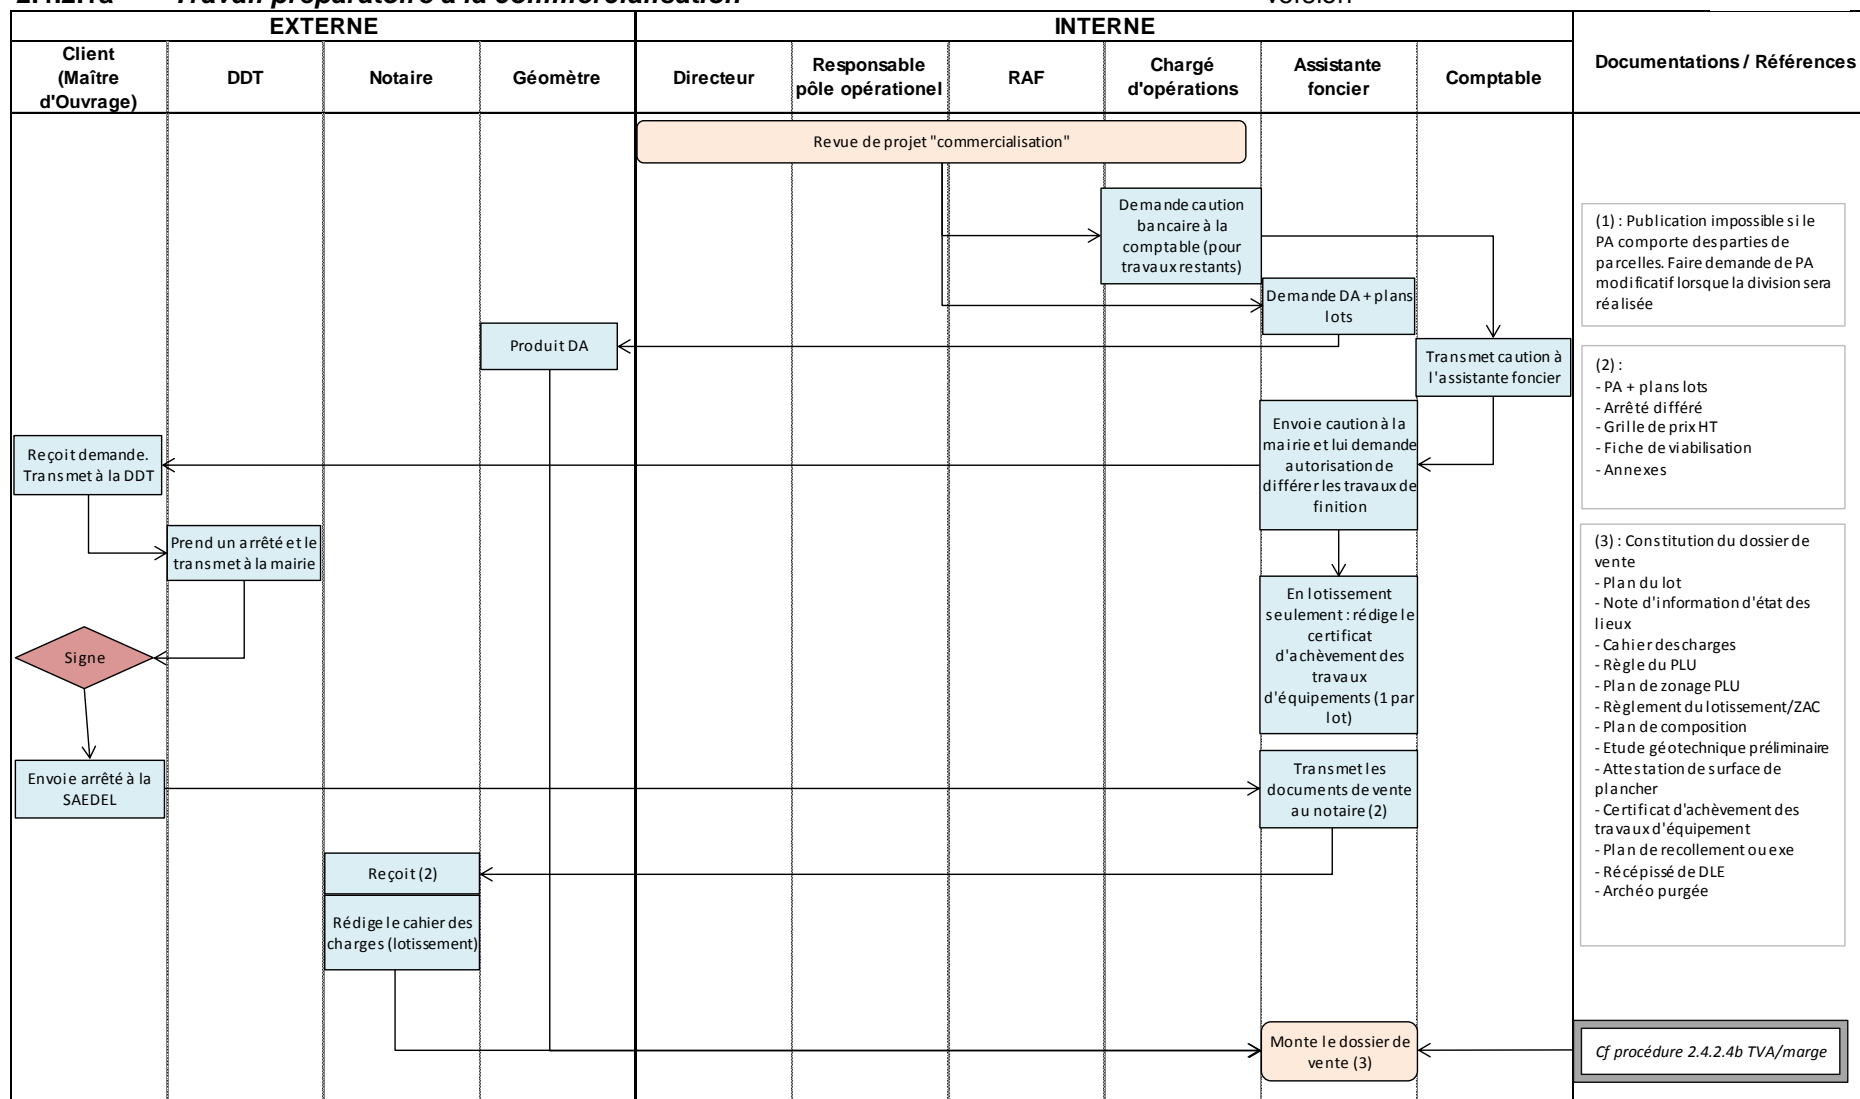 Travail préparatoire à la commercialisation
version
EXTERNE
INTERNE
Documentations / Références
Client
(Maître
d'Ouvrage)
DDT
Notaire
Géomètre
Directeur
Responsable
pôle opérationel
RAF
Chargé
d'opérations
Assistante
foncier
Comptable
Revue de projet "commercialisation"
Demande caution
bancaire à la
comptable (pour
travaux restants)
Demande DA + plans
lots
Produit DA
Transmet caution à
l'assistante foncier
Envoie caution à la
mairie et lui demande
autorisation de
différer les travaux de
finition
Reçoit demande.
Transmet à la DDT
Prend un arrêté et le
transmet à la mairie
En lotissement
seulement : rédige le
certificat
d'achèvement des
travaux
d'équipements (1 par
lot)
Signe
Envoie arrêté à la
SAEDEL
Transmet les
documents de vente
au notaire (2)
Reçoit (2)
Rédige le cahier des
charges (lotissement)
Monte le dossier de
vente (3)
(1) : Publication impossible si le
PA comporte des parties de
parcelles. Faire demande de PA
modificatif lorsque la division sera
réalisée
(2) :
- PA + plans lots
- Arrêté différé
- Grille de prix HT
- Fiche de viabilisation
- Annexes
(3) : Constitution du dossier de
vente
- Plan du lot
- Note d'information d'état des
lieux
- Cahier des charges
- Règle du PLU
- Plan de zonage PLU
- Règlement du lotissement/ZAC
- Plan de composition
- Etude géotechnique préliminaire
- Attestation de surface de
plancher
- Certificat d'achèvement des
travaux d'équipement
- Plan de recollement ou exe
- Récépissé de DLE
- Archéo purgée
Cf procédure 2.4.2.4b TVA/marge